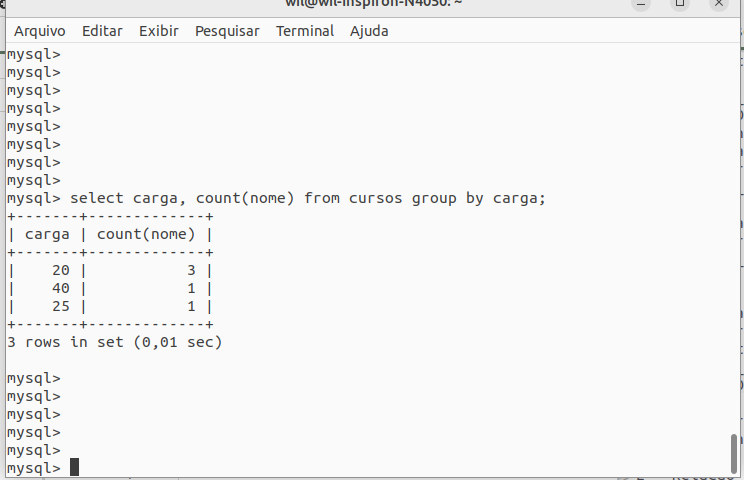 wil@wil-Inspiron-N4050: ~
Arquivo Editar Exibir Pesquisar Terminal Ajuda
mysql>
mysql>
mysql>
mysql>
mysql>
mysql>
mysql>
mysql>
mysql> select carga, count(nome) from cursos group by carga;
+-------+-------------+
| carga | count(nome) |
+-------+-------------+
|    20 |           3 |
|    40 |           1 |
|    25 |           1 |
+-------+-------------+
3 rows in set (0,01 sec)
mysql>
mysql>
mysql>
mysql>
mysql>
mysql>